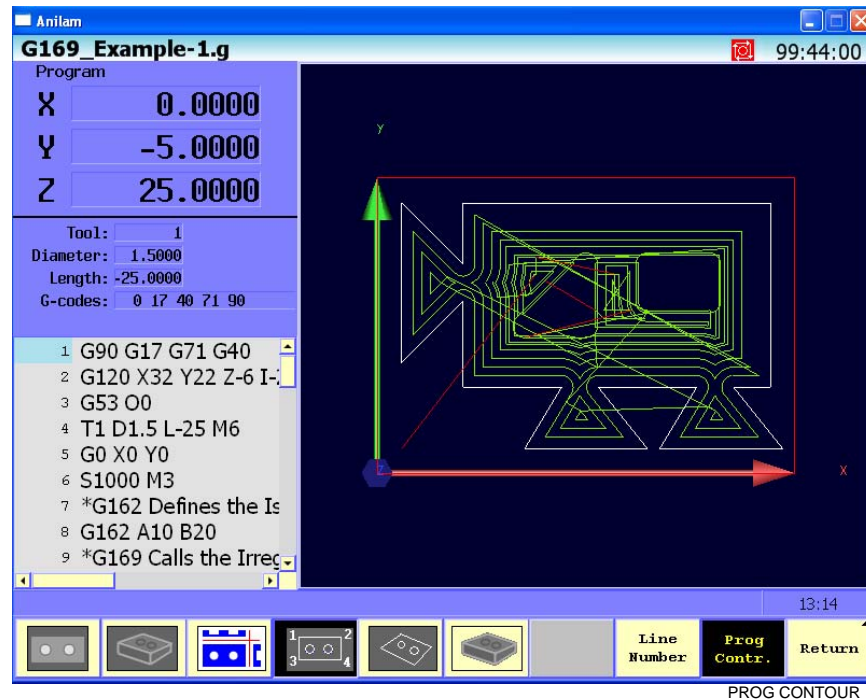 Anilam
G169_Example-1.g
99:44:00
Program
X 0.0000
Y -5.0000
Z 25.0000
Tool: 1
Diameter: 1.5000
Length: -25.0000
G-codes: 0 17 40 71 90
1 G90 G17 G71 G40
2 G120 X32 Y22 Z-6 I-
3 G53 O0
4 T1 D1.5 L-25 M6
5 G0 X0 Y0
6 S1000 M3
7 *G162 Defines the Is
8 G162 A10 B20
9 *G169 Calls the Irreg
y
Z
X
13:14
1 2
3 4
Line Number
Prog Contr.
Return
PROG CONTOUR